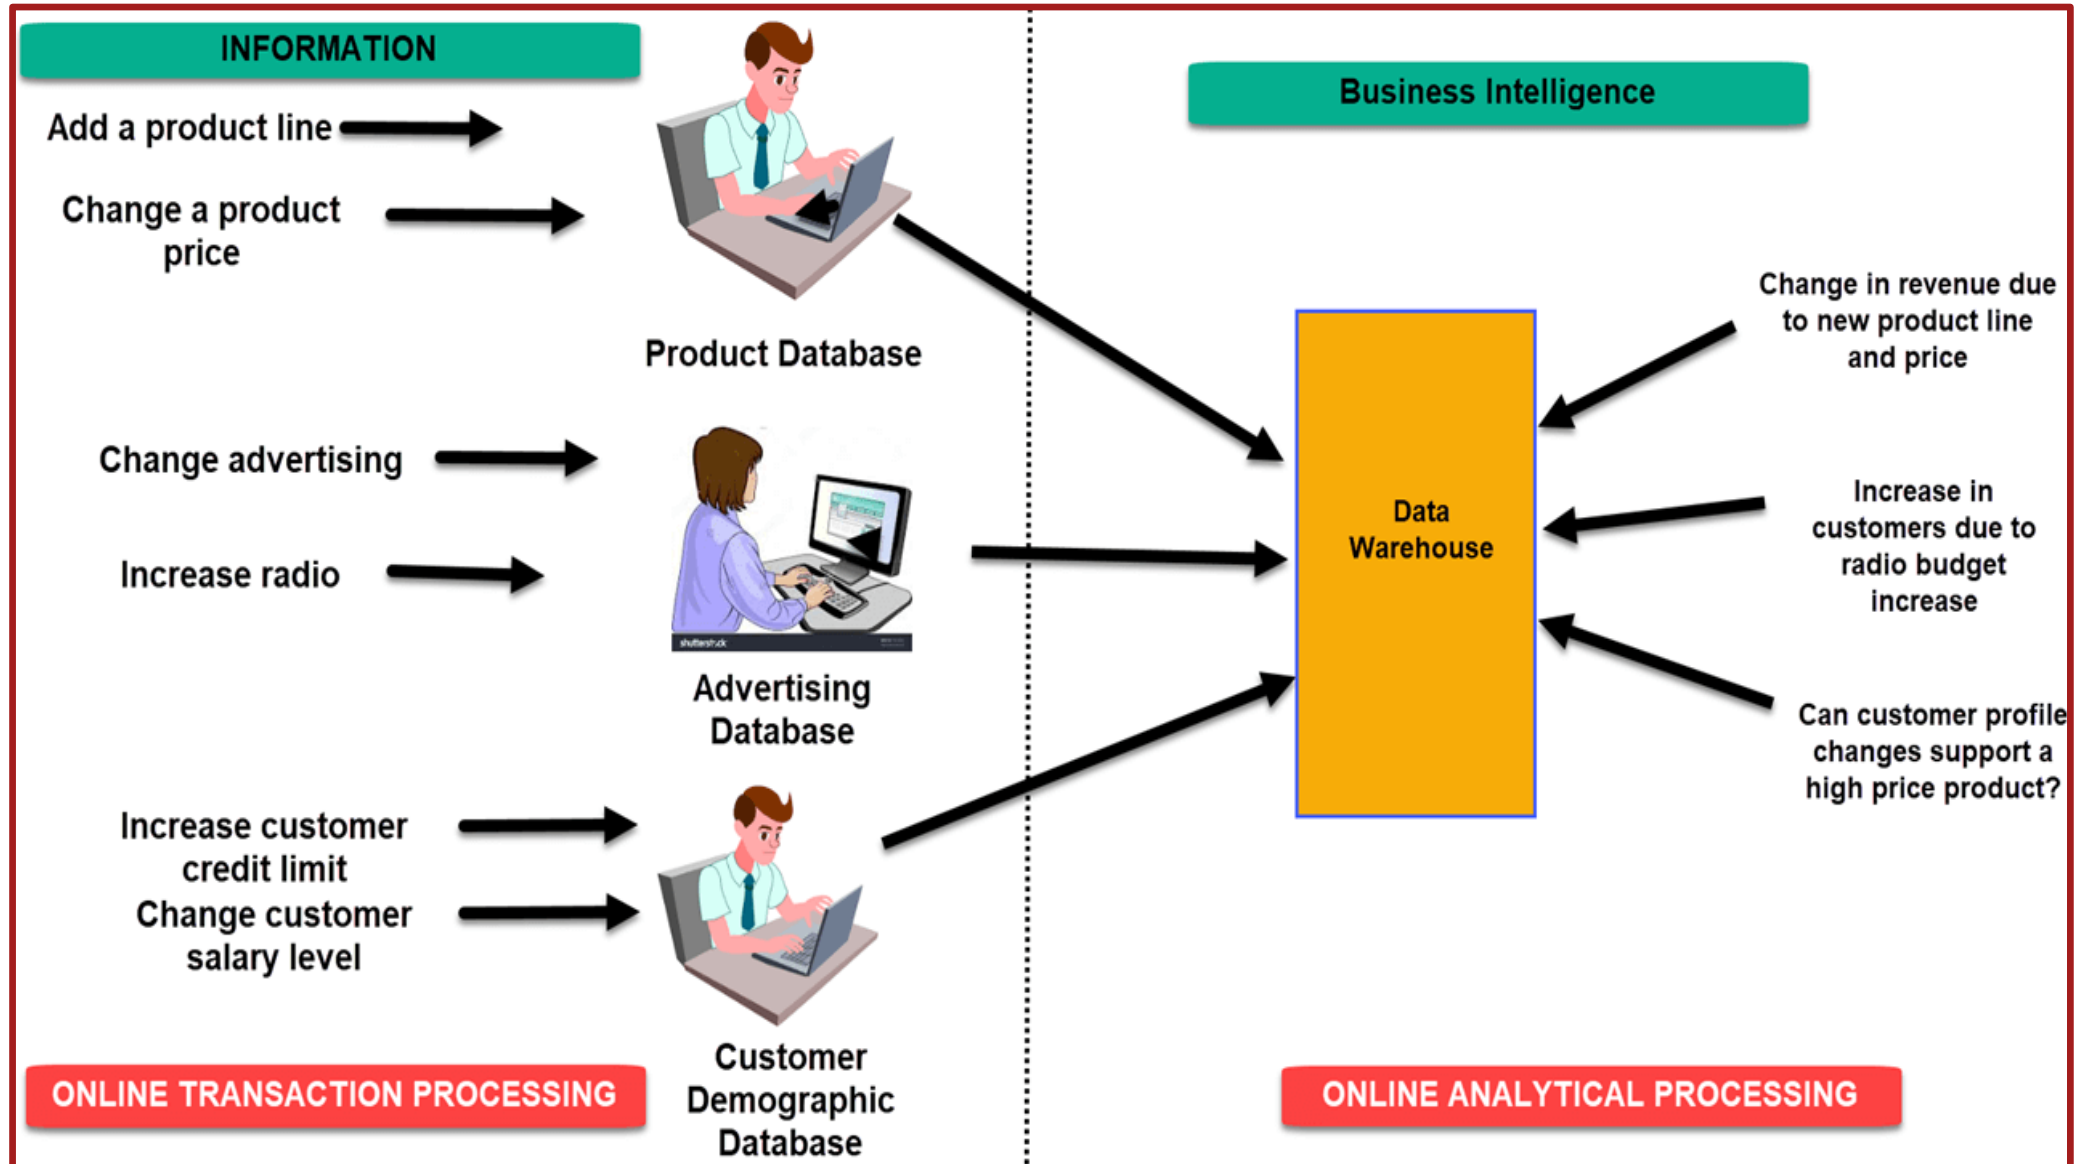 INFORMATION
Business Intelligence
Add a product line
Change a product
price
Product Database
Change in revenue due
to new product line
and price
Change advertising
Increase radio
shutterstock
Advertising
Database
Data
Warehouse
Increase in
customers due to
radio budget
increase
Can customer profile
changes support a
high price product?
Increase customer
credit limit
Change customer
salary level
Customer
Demographic
Database
ONLINE TRANSACTION PROCESSING
ONLINE ANALYTICAL PROCESSING